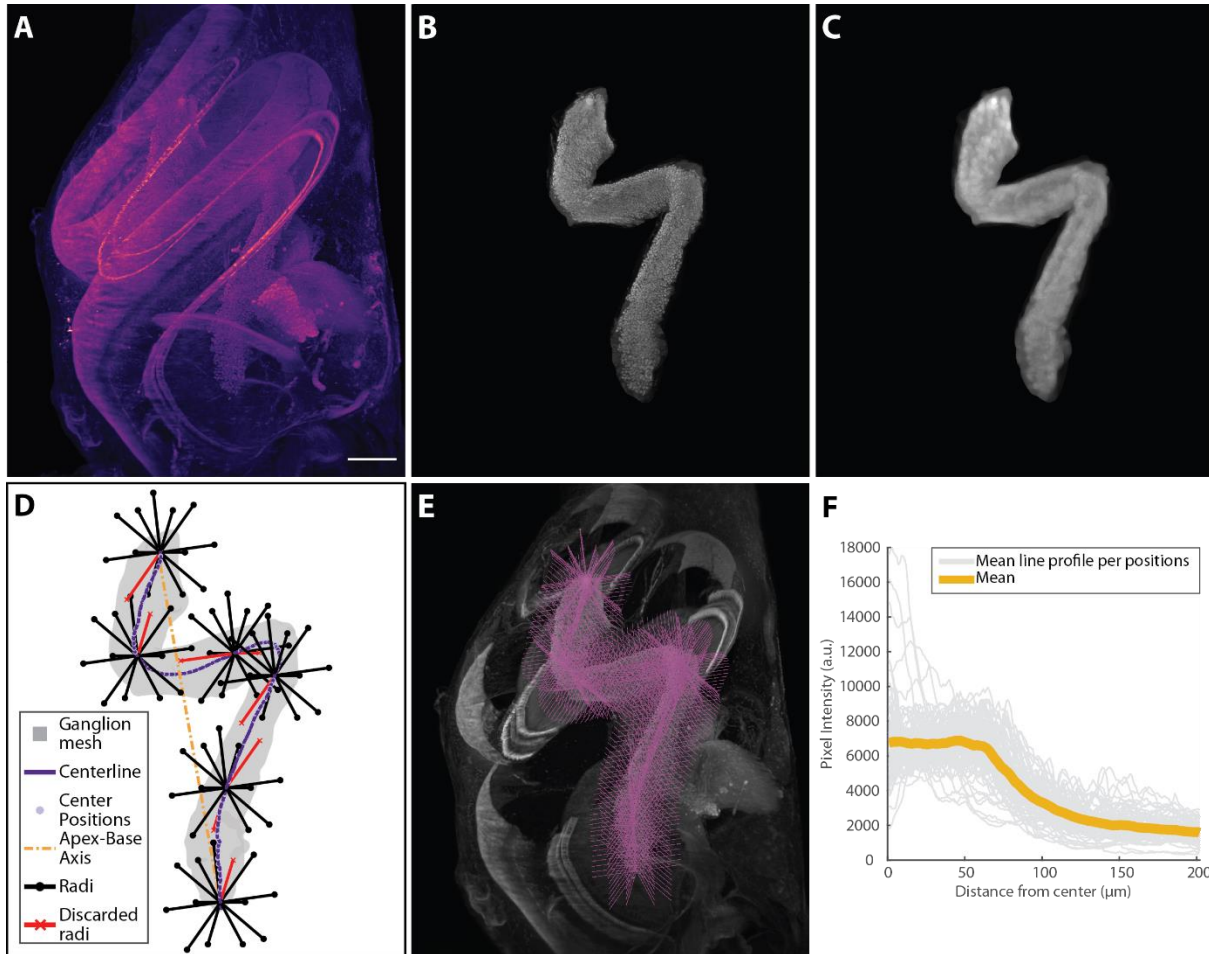 A
B
C
D
Ganglion
mesh
Centerline
Center
Positions
Apex-Base
Axis
Radi
Discarded
radi
E
F
Mean line profile per positions
Mean
Pixel Intensity (a.u.)
18000
16000
14000
12000
10000
8000
6000
4000
2000
0
0 50 100 150 200
Distance from center (μm)